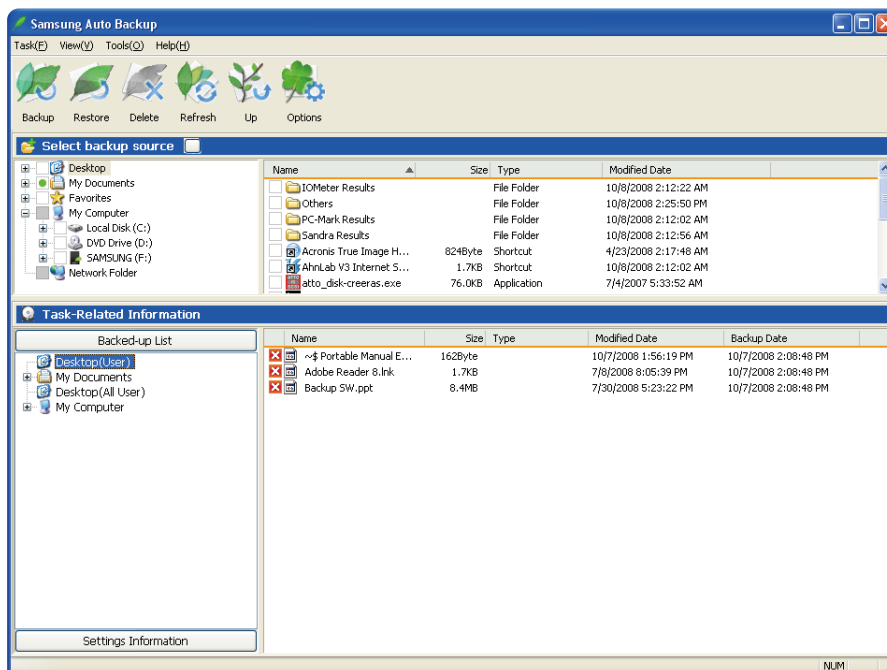 Samsung Auto Backup
Task(F) View(V) Tools(O) Help(H)
Backup Restore Delete Refresh Up Options
Select backup source
Desktop
My Documents
Favorites
My Computer
Local Disk (C:)
DVD Drive (D:)
SAMSUNG (F:)
Network Folder
Name Size Type Modified Date
IOMeter Results File Folder 10/8/2008 2:12:22 AM
Others File Folder 10/8/2008 2:25:50 PM
PC-Mark Results File Folder 10/8/2008 2:12:02 AM
Sandra Results File Folder 10/8/2008 2:12:56 AM
Acronis True Image H... 824Byte Shortcut 4/23/2008 2:17:48 AM
AhnLab V3 Internet S... 1.7KB Shortcut 10/8/2008 2:12:02 AM
atto_disk-creeras.exe 76.0KB Application 7/4/2007 5:33:52 AM
Task-Related Information
Backed-up List
Desktop(User)
My Documents
Desktop(All User)
My Computer
Settings Information
Name Size Type Modified Date Backup Date
~$ Portable Manual E... 162Byte 10/7/2008 1:56:19 PM 10/7/2008 2:08:48 PM
Adobe Reader 8.lnk 1.7KB 7/8/2008 8:05:39 PM 10/7/2008 2:08:48 PM
Backup SW.ppt 8.4MB 7/30/2008 5:23:22 PM 10/7/2008 2:08:48 PM
NUM